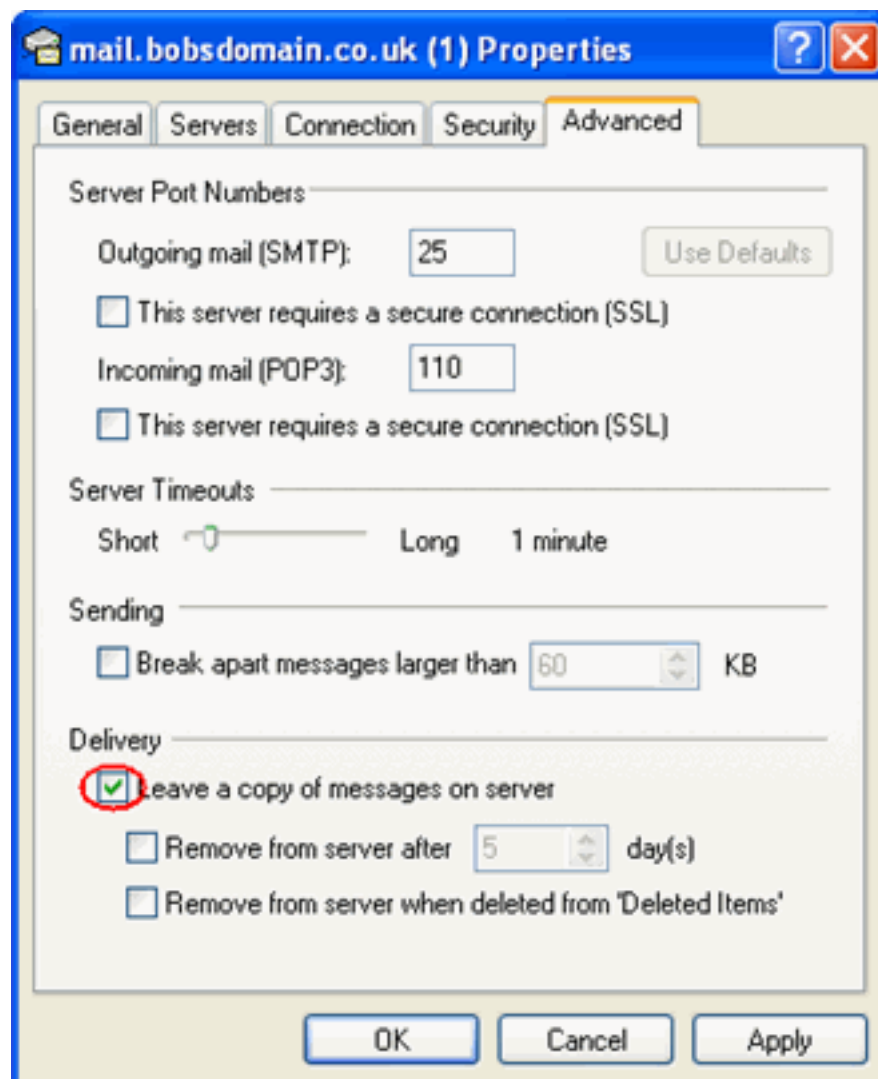 mail.bobsdomain.co.uk (1) Properties ?
General Servers Connection Security Advanced
Server Port Numbers
Outgoing mail (SMTP): 25 Use Defaults
This server requires a secure connection (SSL)
Incoming mail (POP3): 110
This server requires a secure connection (SSL)
Server Timeouts
Short Long 1 minute
Sending
Break apart messages larger than 60 KB
Delivery
Leave a copy of messages on server
Remove from server after 5 day(s)
Remove from server when deleted from 'Deleted Items'
OK Cancel Apply